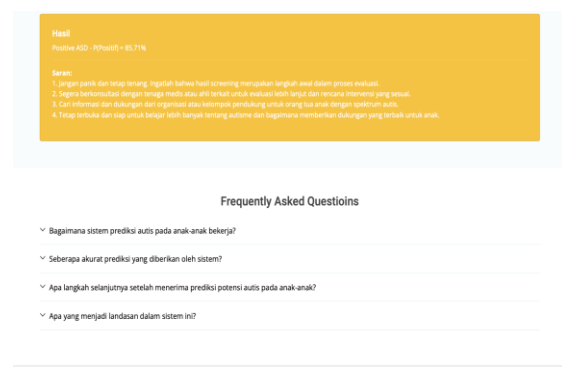 Hasil
Positive ASD - P(Positif) = 85.71%
Saran:
1. Jangan panik dan tetap tenang. Ingatlah bahwa hasil screening merupakan langkah awal dalam proses evaluasi.
2. Segera berkonsultasi dengan tenaga medis atau ahli terkait untuk evaluasi lebih lanjut dan rencana intervensi yang sesuai.
3. Cari informasi dan dukungan dari organisasi atau kelompok pendukung untuk orang tua anak dengan spektrum autis.
4. Tetap terbuka dan siap untuk belajar lebih banyak tentang autisme dan bagaimana memberikan dukungan yang terbaik untuk anak.
Frequently Asked Questioins
Bagaimana sistem prediksi autis pada anak-anak bekerja?
Seberapa akurat prediksi yang diberikan oleh sistem?
Apa langkah selanjutnya setelah menerima prediksi potensi autis pada anak-anak?
Apa yang menjadi landasan dalam sistem ini?